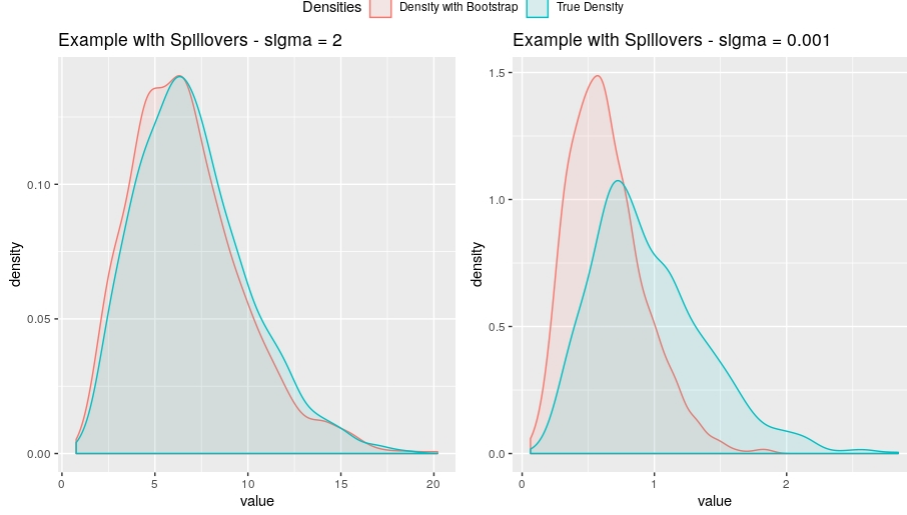 Densities Density with Bootstrap True Density
Example with Spillovers - sigma = 2
0.10
0.05
0.00
density
0 5 10 15 20
value
Example with Spillovers - sigma = 0.001
1.5
1.0
0.5
0.0
density
0 1 2
value